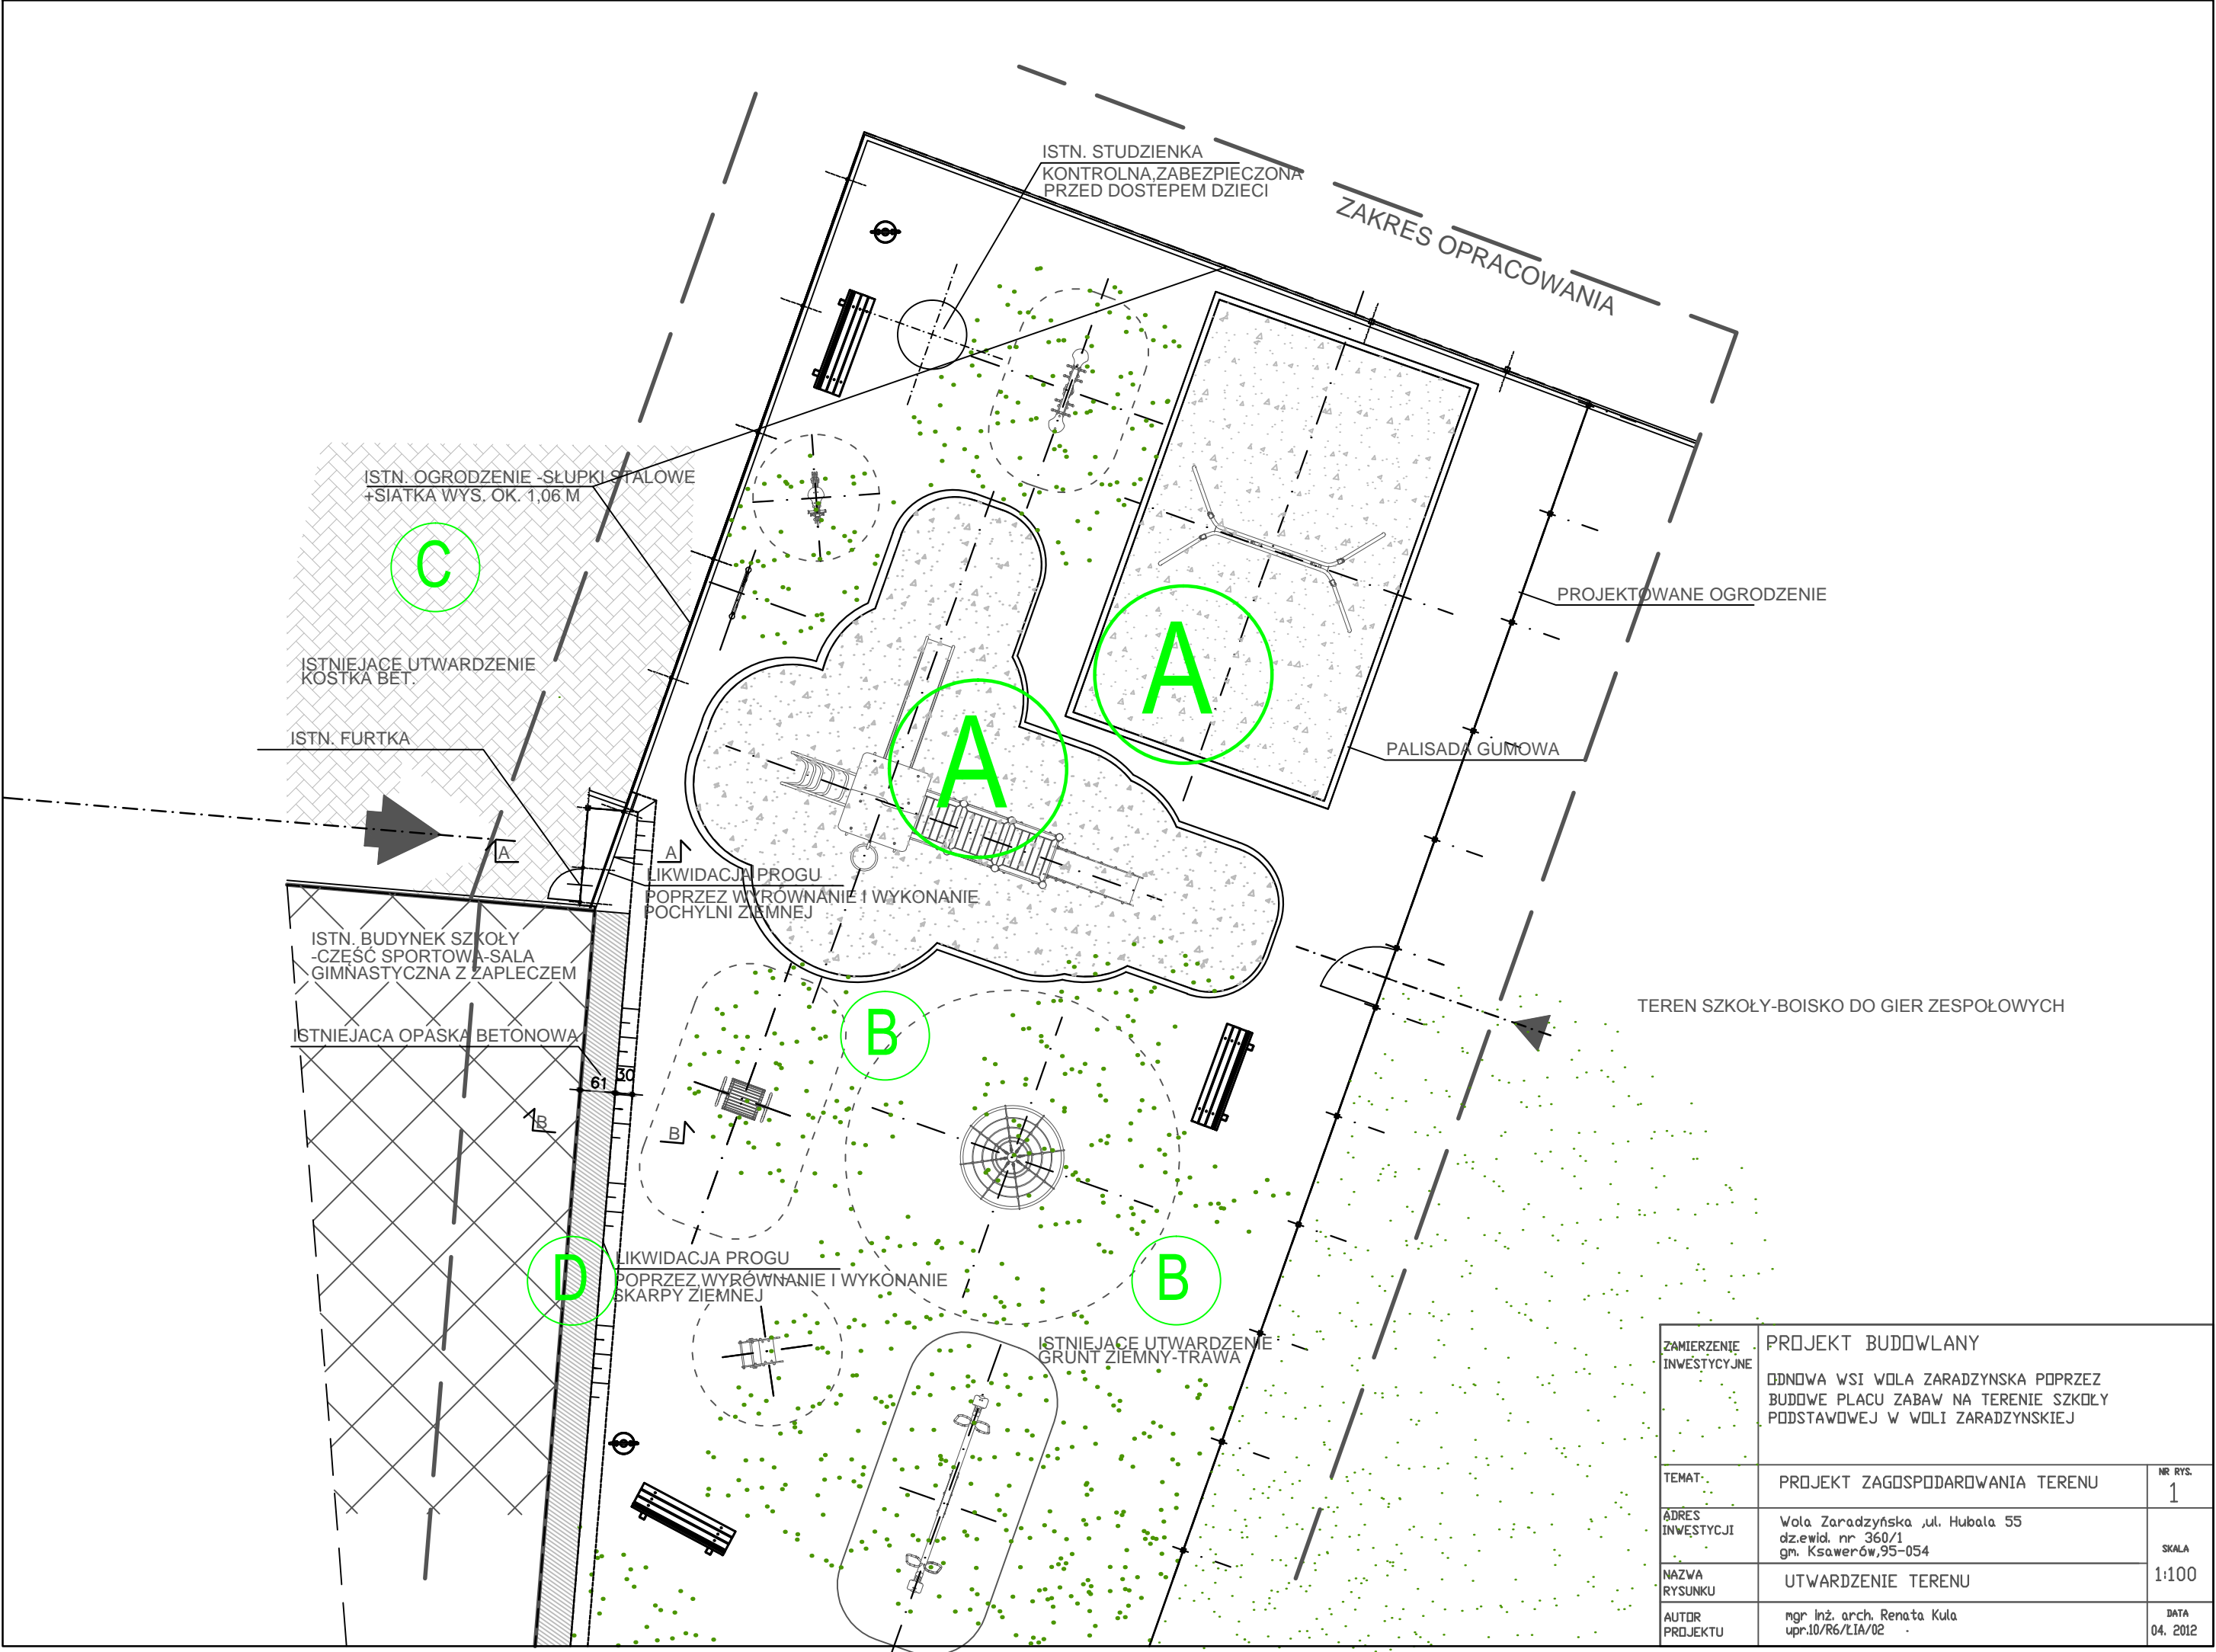 ISTN. STUDZIENKA
KONTROLNA,ZABEZPIECZONA
PRZED DOSTEPEM DZIECI
ZAKRES OPRACOWANIA
ISTN. OGRODZENIE -SŁUPKI STALOWE
+SIATKA WYS. OK. 1,06 M
C
PROJEKTOWANE OGRODZENIE
A
ISTNIEJACE UTWARDZENIE
KOSTKA BET.
ISTN. FURTKA
PALISADA GUMOWA
A
A
A
LIKWIDACJA PROGU
POPRZEZ WYRÓWNANIE I WYKONANIE
POCHYLNI ZIEMNEJ
ISTN. BUDYNEK SZKOŁY
-CZĘŚĆ SPORTOWA-SALA
GIMNASTYCZNA Z ZAPLECZEM
TEREN SZKOŁY-BOISKO DO GIER ZESPOŁOWYCH
B
ISTNIEJACA OPASKA BETONOWA
61
30
B
B
LIKWIDACJA PROGU
POPRZEZ WYRÓWNANIE I WYKONANIE
SKARPY ZIEMNEJ
D
B
ISTNIEJACE UTWARDZENIE
GRUNT ZIEMNY-TRAWA
ZAMIERZENIE
INWESTYCYJNE
PROJEKT BUDOWLANY
ODNOWA WSI WOLA ZARADZYNSKA POPRZEZ
BUDOWE PLACU ZABAW NA TERENIE SZKOŁY
PODSTAWOWEJ W WOLI ZARADZYNSKIEJ
TEMAT
PROJEKT ZAGOSPODAROWANIA TERENU
NR RYS.
1
ADRES
INWESTYCJI
Wola Zaradzyńska ,ul. Hubala 55
dz.ewid. nr 360/1
gm. Ksawerów,95-054
SKALA
1:100
NAZWA
RYSUNKU
UTWARDZENIE TERENU
AUTOR
PROJEKTU
mgr inż. arch. Renata Kula
upr.10/R6/ŁIA/02
DATA
04. 2012